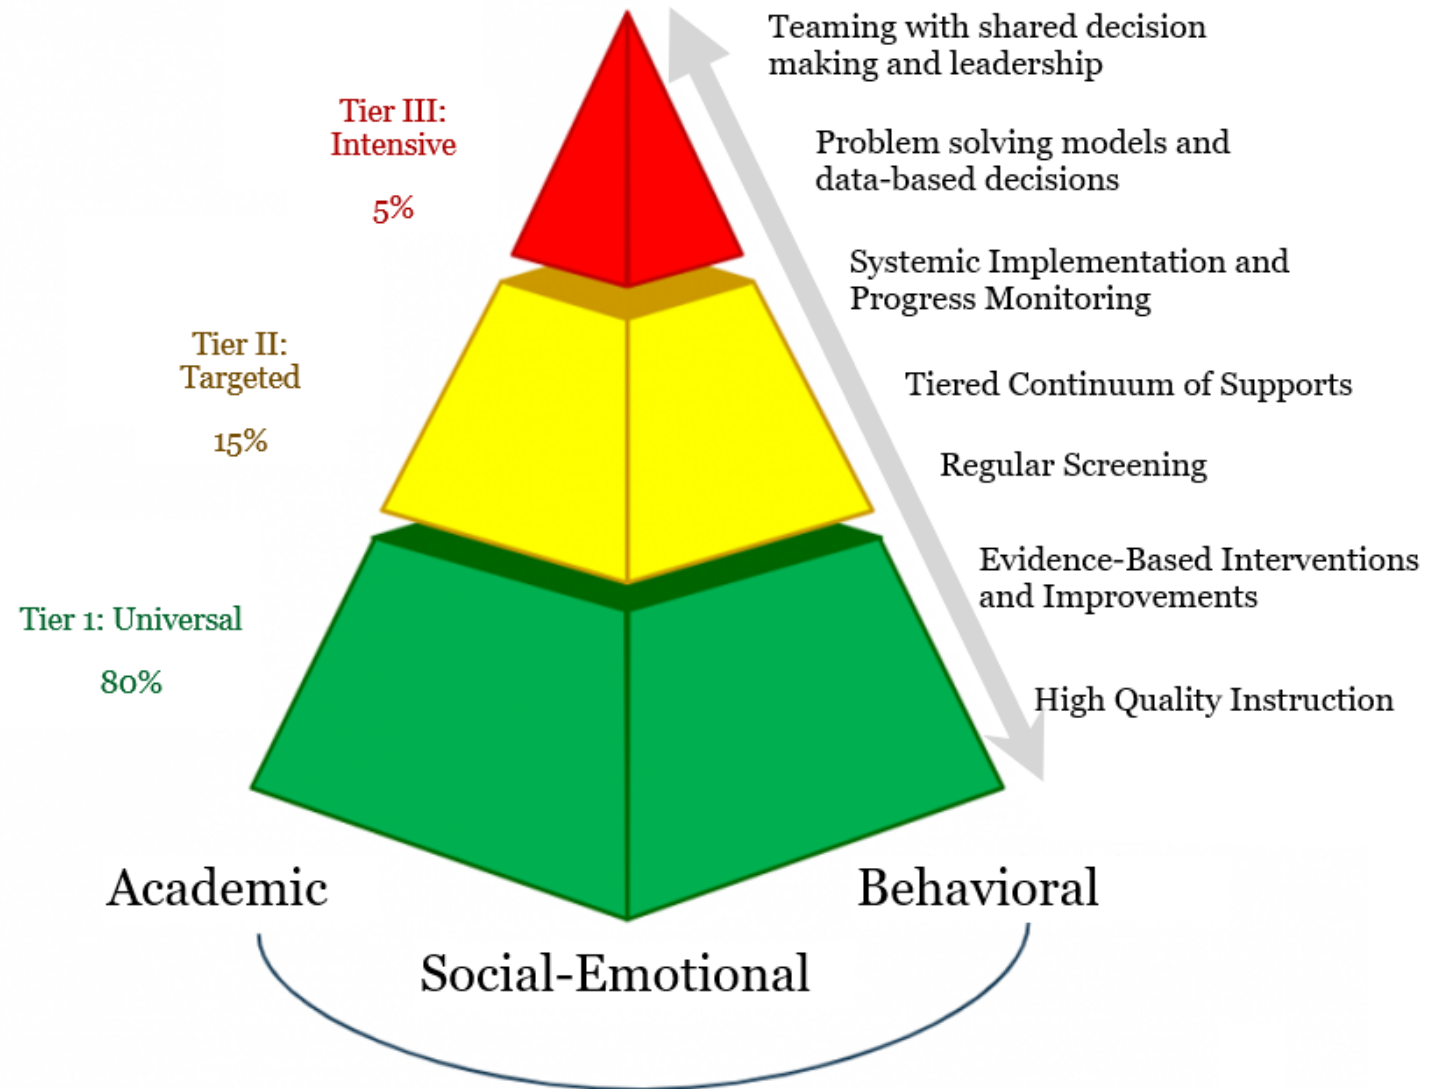 Teaming with shared decision
making and leadership
Tier III:
Intensive
5%
Problem solving models and
data-based decisions
Systemic Implementation and
Progress Monitoring
Tier II:
Targeted
15%
Tiered Continuum of Supports
Regular Screening
Evidence-Based Interventions
and Improvements
Tier 1: Universal
80%
High Quality Instruction
Academic
Behavioral
Social-Emotional